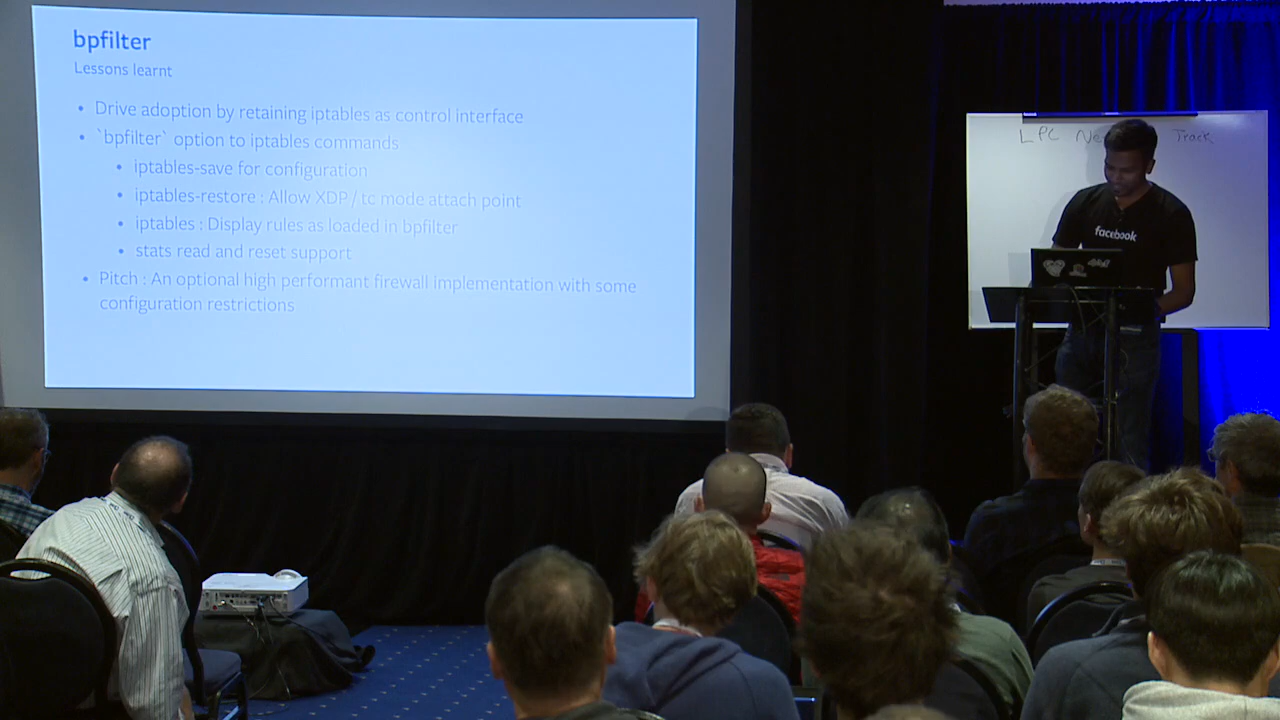 bpfilter
Lessons learnt
• Drive adoption by retaining iptables as control interface
• `bpfilter` option to iptables commands
• iptables-save for configuration
• iptables-restore : Allow XDP / tc mode attach point
• iptables : Display rules as loaded in bpfilter
• stats read and reset support
• Pitch : An optional high performant firewall implementation with some
configuration restrictions
LPC Track
facebook